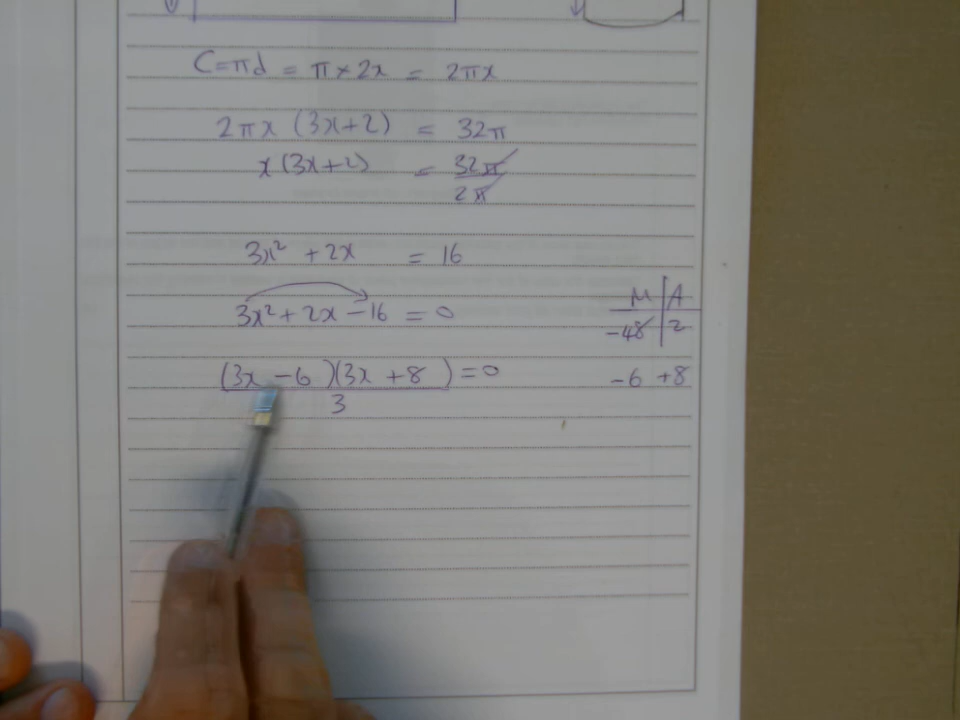 C=πd = π×2x = 2πx
2πx (3x+2) = 32π
x(3x+2) = 32π
2π
3x² + 2x = 16
3x² + 2x - 16 = 0
M A
-48 2
(3x - 6)(3x + 8) = 0
-6 +8
3